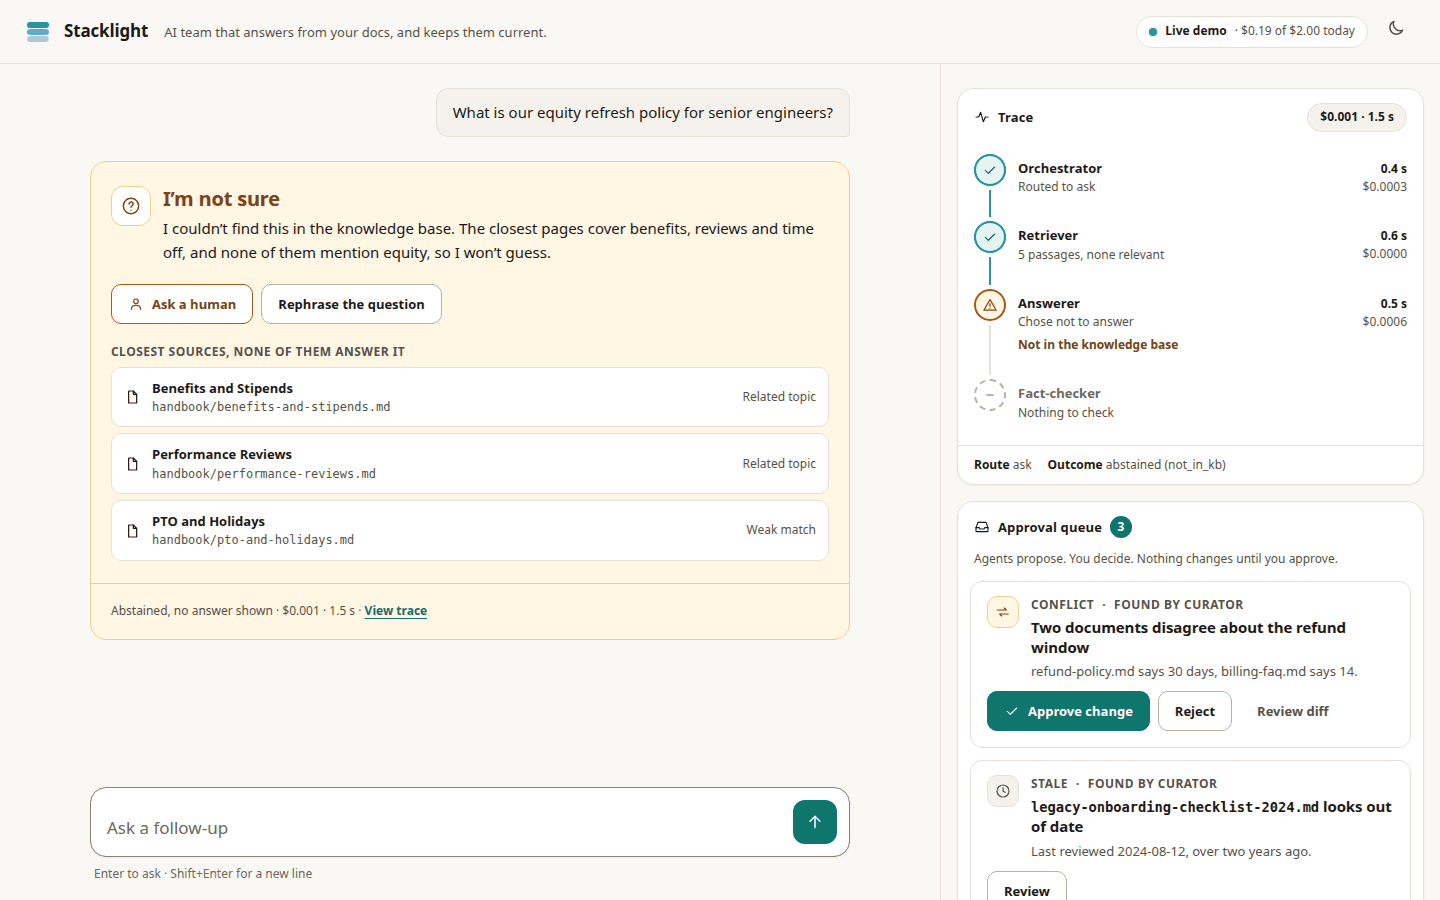 Stacklight
AI team that answers from your docs, and keeps them current.
Live demo · $0.19 of $2.00 today
What is our equity refresh policy for senior engineers?
I’m not sure
I couldn’t find this in the knowledge base. The closest pages cover benefits, reviews and time
off, and none of them mention equity, so I won’t guess.
Ask a human
Rephrase the question
CLOSEST SOURCES, NONE OF THEM ANSWER IT
Benefits and Stipends
handbook/benefits-and-stipends.md
Related topic
Performance Reviews
handbook/performance-reviews.md
Related topic
PTO and Holidays
handbook/pto-and-holidays.md
Weak match
Abstained, no answer shown · $0.001 · 1.5 s · View trace
Ask a follow-up
Enter to ask · Shift+Enter for a new line
Trace
$0.001 · 1.5 s
Orchestrator
0.4 s
Routed to ask
$0.0003
Retriever
0.6 s
5 passages, none relevant
$0.0000
Answerer
0.5 s
Chose not to answer
$0.0006
Not in the knowledge base
Fact-checker
Nothing to check
Route ask Outcome abstained (not_in_kb)
Approval queue 3
Agents propose. You decide. Nothing changes until you approve.
CONFLICT · FOUND BY CURATOR
Two documents disagree about the refund
window
refund-policy.md says 30 days, billing-faq.md says 14.
Approve change
Reject
Review diff
STALE · FOUND BY CURATOR
legacy-onboarding-checklist-2024.md looks out
of date
Last reviewed 2024-08-12, over two years ago.
Review